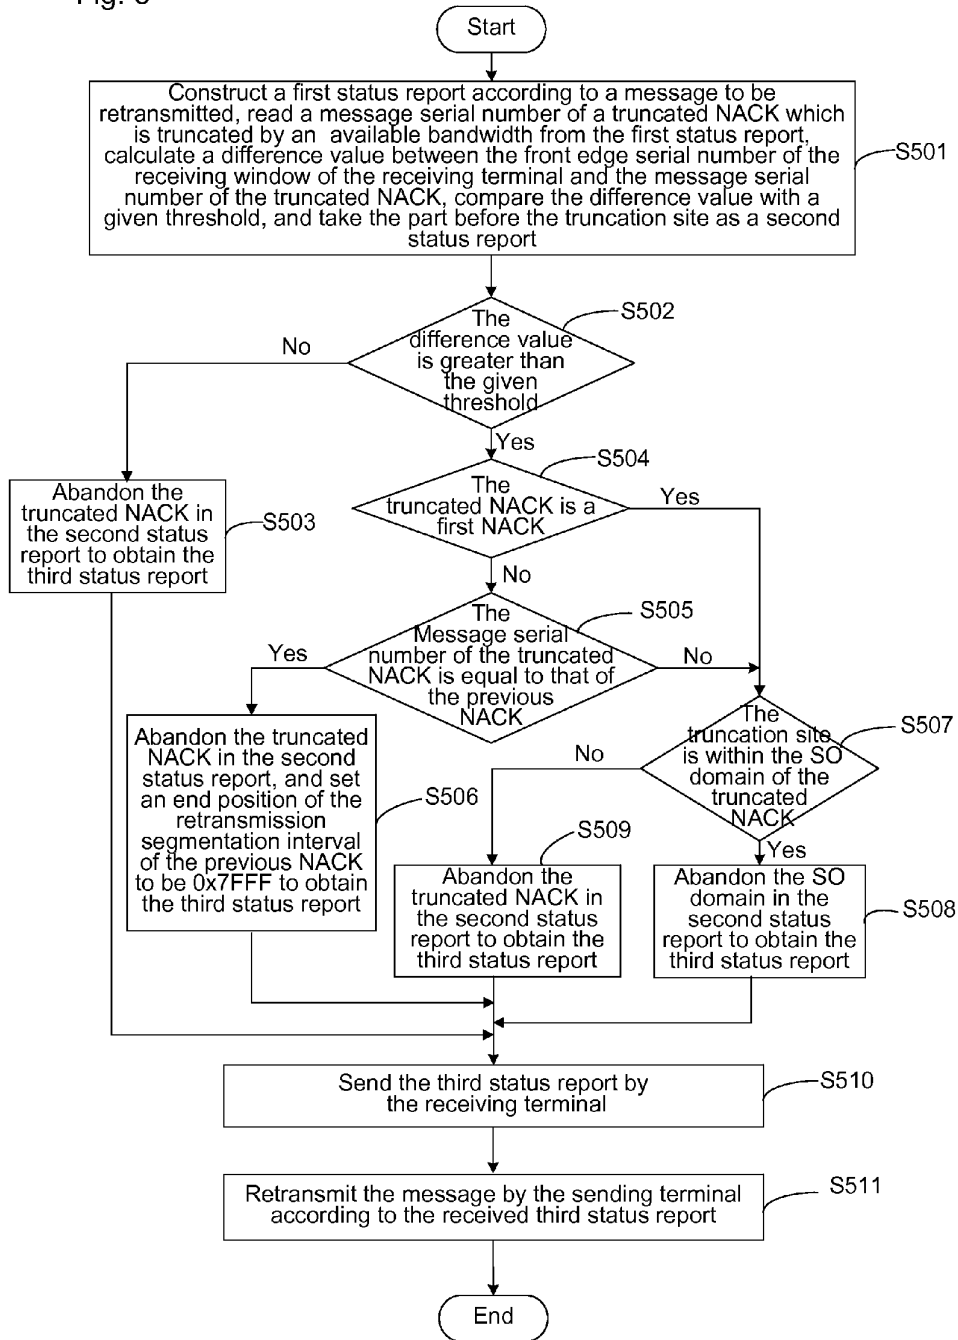 Start
Construct a first status report according to a message to be
retransmitted, read a message serial number of a truncated NACK which
is truncated by an available bandwidth from the first status report,
calculate a difference value between the front edge serial number of the
receiving window of the receiving terminal and the message serial
number of the truncated NACK, compare the difference value with a
given threshold, and take the part before the truncation site as a second
status report
S501
The
difference value
is greater than
the given
threshold
S502
No
Yes
Abandon the
truncated NACK in
the second status
report to obtain the
third status report
S503
The
truncated NACK is a
first NACK
S504
Yes
No
The
Message serial
number of the truncated
NACK is equal to that of
the previous
NACK
S505
Yes
No
Abandon the truncated
NACK in the second
status report, and set
an end position of the
retransmission
segmentation interval
of the previous NACK
to be 0x7FFF to obtain
the third status report
S506
The
truncation site
is within the SO
domain of the
truncated
NACK
S507
No
Yes
Abandon the
truncated NACK in
the second status
report to obtain the
third status report
S509
Abandon the SO
domain in the
second status
report to obtain the
third status report
S508
Send the third status report by
the receiving terminal
S510
Retransmit the message by the sending terminal
according to the received third status report
S511
End